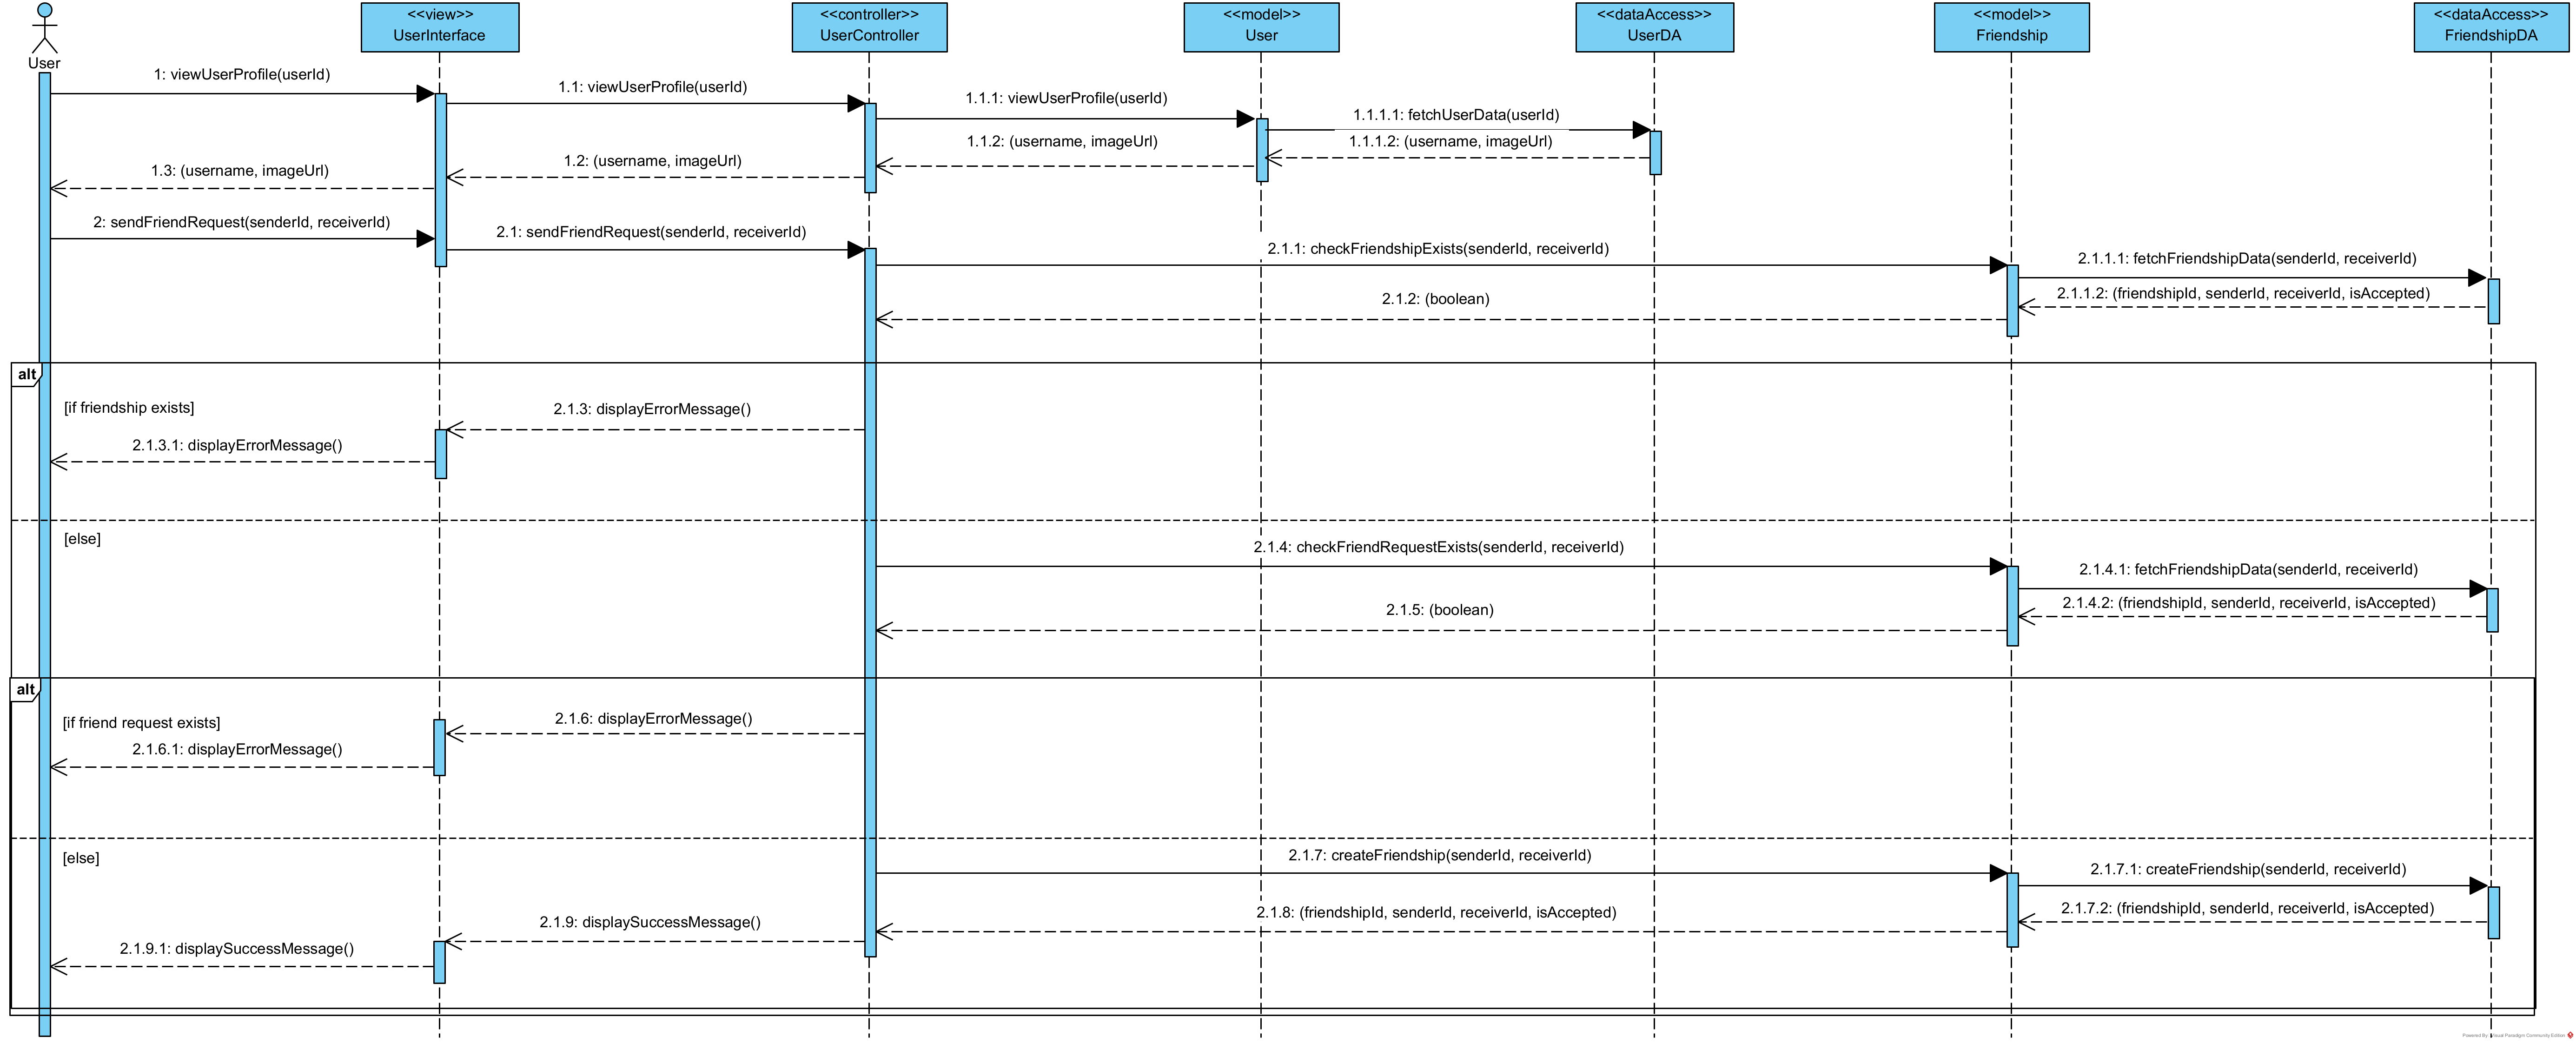 <<view>>
UserInterface
<<controller>>
UserController
<<model>>
User
<<dataAccess>>
UserDA
<<model>>
Friendship
<<dataAccess>>
FriendshipDA
User
1: viewUserProfile(userId)
1.1: viewUserProfile(userId)
1.1.1: viewUserProfile(userId)
1.1.1.1: fetchUserData(userId)
1.1.1.2: (username, imageUrl)
1.1.2: (username, imageUrl)
1.2: (username, imageUrl)
1.3: (username, imageUrl)
2: sendFriendRequest(senderId, receiverId)
2.1: sendFriendRequest(senderId, receiverId)
2.1.1: checkFriendshipExists(senderId, receiverId)
2.1.1.1: fetchFriendshipData(senderId, receiverId)
2.1.1.2: (friendshipId, senderId, receiverId, isAccepted)
2.1.2: (boolean)
alt
[if friendship exists]
2.1.3: displayErrorMessage()
2.1.3.1: displayErrorMessage()
[else]
2.1.4: checkFriendRequestExists(senderId, receiverId)
2.1.4.1: fetchFriendshipData(senderId, receiverId)
2.1.4.2: (friendshipId, senderId, receiverId, isAccepted)
2.1.5: (boolean)
alt
[if friend request exists]
2.1.6: displayErrorMessage()
2.1.6.1: displayErrorMessage()
[else]
2.1.7: createFriendship(senderId, receiverId)
2.1.7.1: createFriendship(senderId, receiverId)
2.1.7.2: (friendshipId, senderId, receiverId, isAccepted)
2.1.8: (friendshipId, senderId, receiverId, isAccepted)
2.1.9: displaySuccessMessage()
2.1.9.1: displaySuccessMessage()
Powered By Visual Paradigm Community Edition